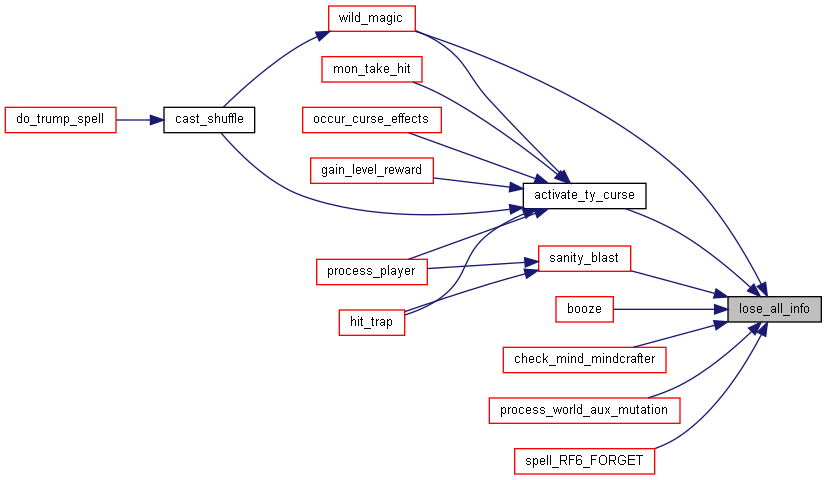 wild_magic
mon_take_hit
do_trump_spell
cast_shuffle
occur_curse_effects
gain_level_reward
activate_ty_curse
sanity_blast
process_player
booze
lose_all_info
hit_trap
check_mind_mindcrafter
process_world_aux_mutation
spell_RF6_FORGET